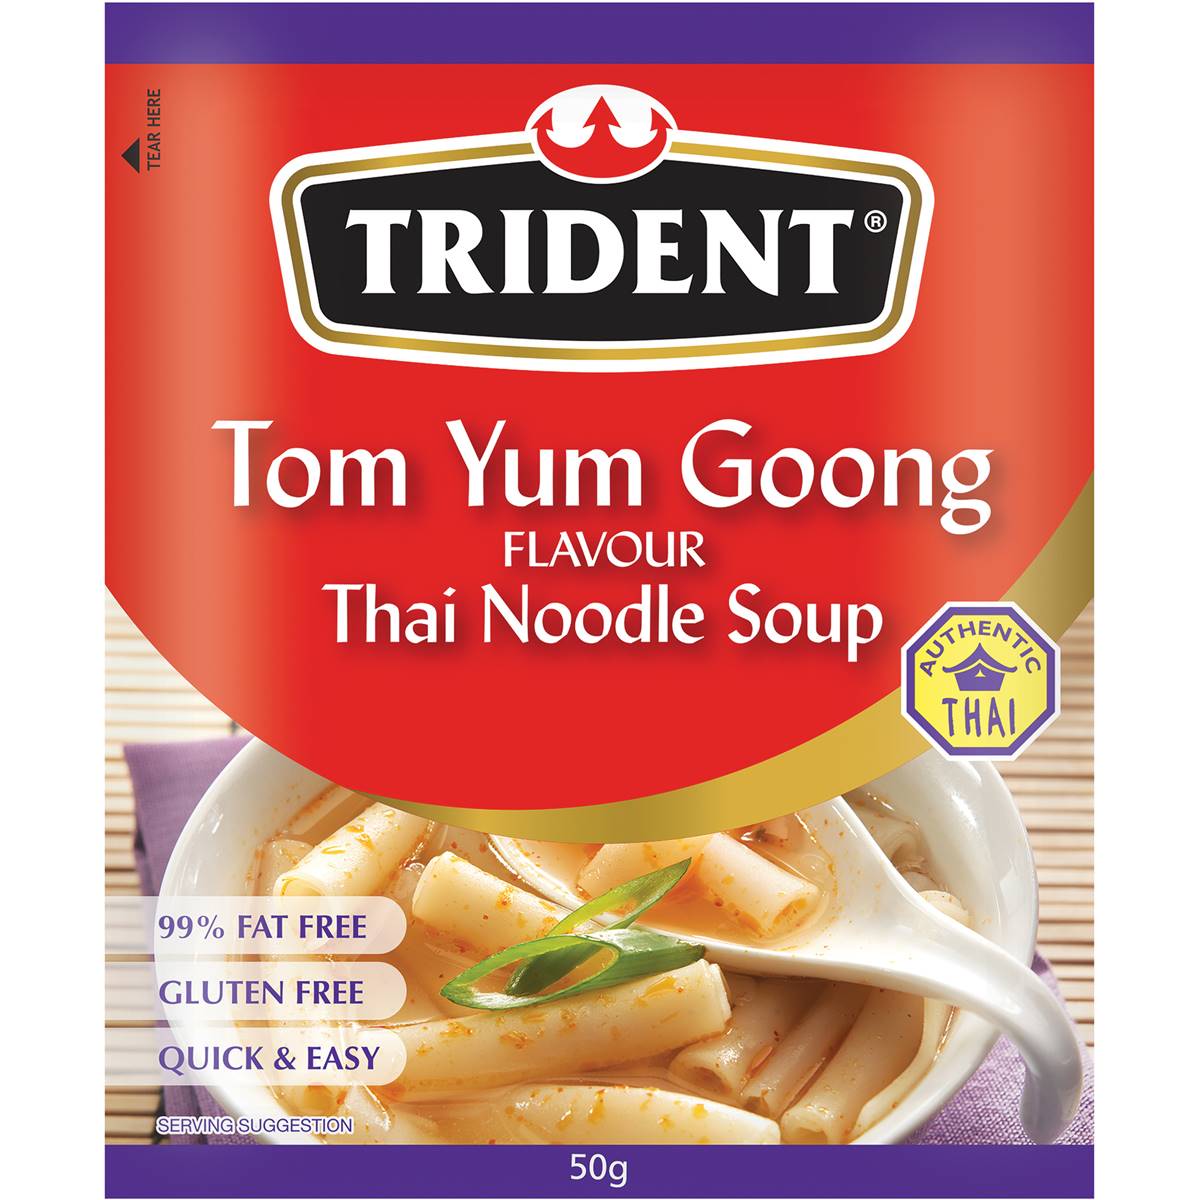 TEAR HERE
TRIDENT®
Tom Yum Goong
FLAVOUR
Thai Noodle Soup
AUTHENTIC
THAI
99% FAT FREE
GLUTEN FREE
QUICK & EASY
SERVING SUGGESTION
50g